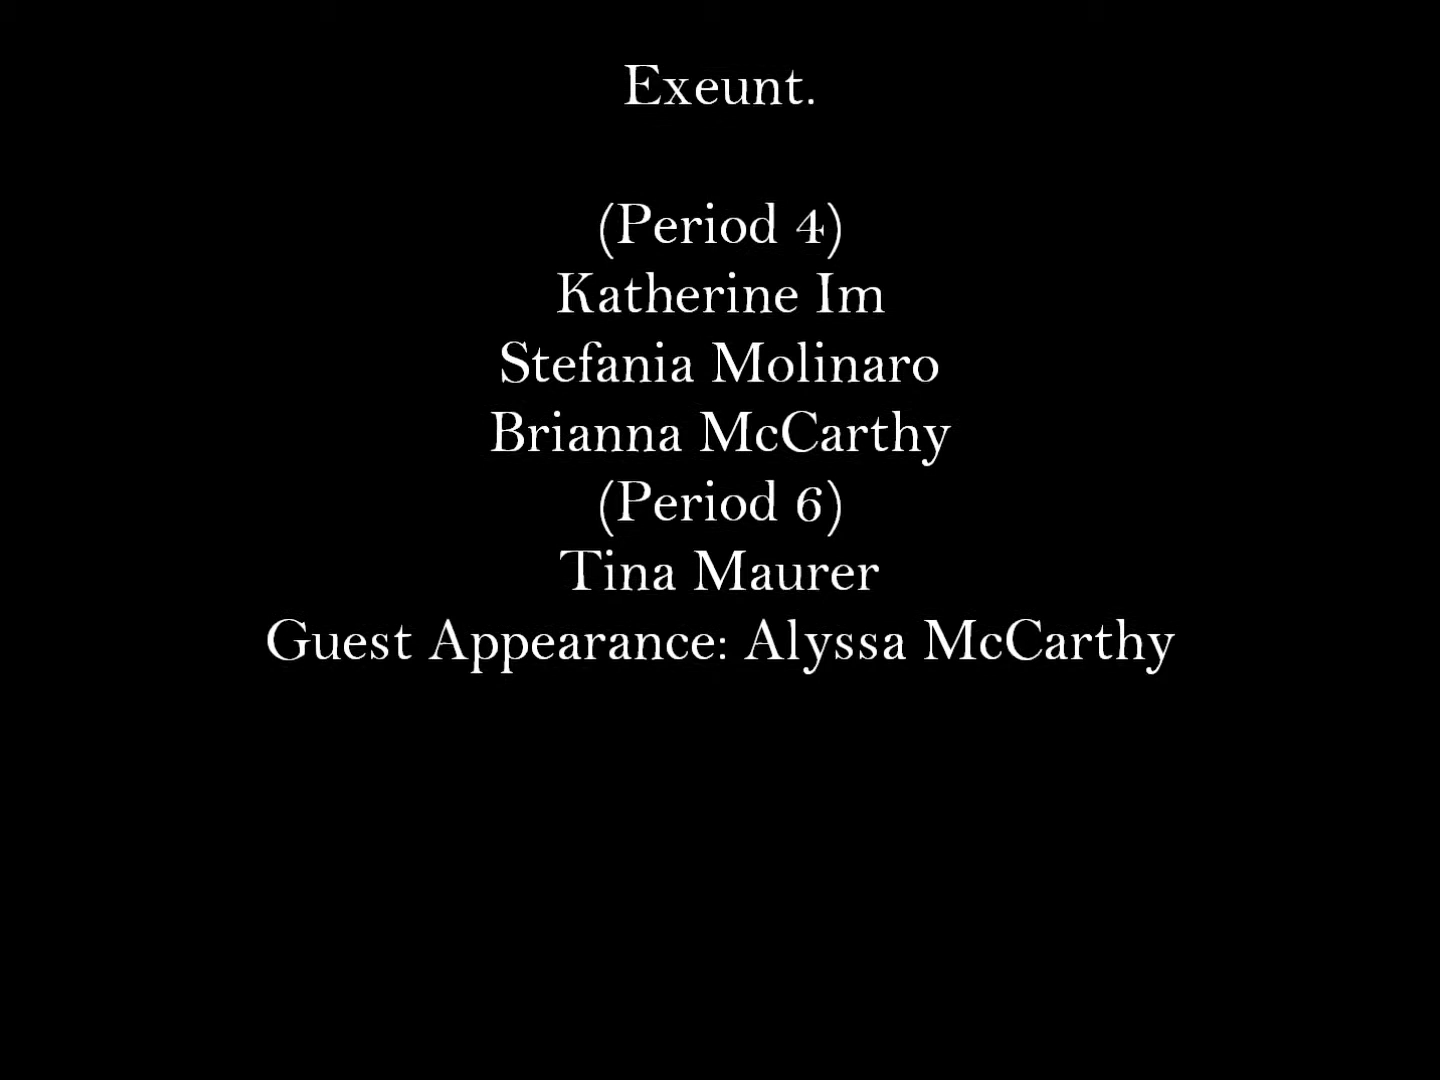 Exeunt.
(Period 4)
Katherine Im
Stefania Molinaro
Brianna McCarthy
(Period 6)
Tina Maurer
Guest Appearance: Alyssa McCarthy